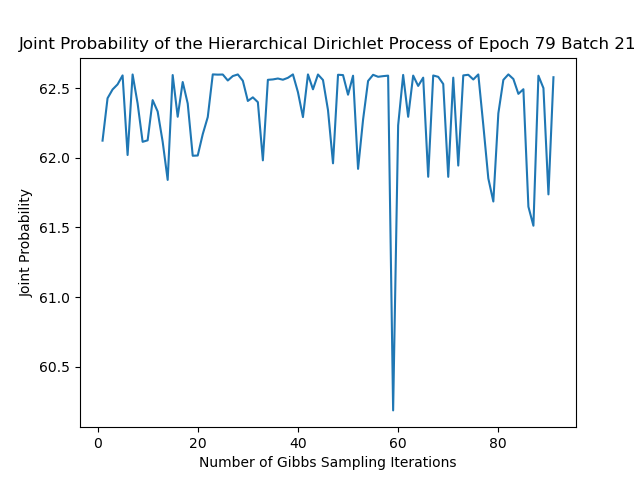 Joint Probability of the Hierarchical Dirichlet Process of Epoch 79 Batch 21
62.5
62.0
61.5
61.0
60.5
Joint Probability
0 20 40 60 80
Number of Gibbs Sampling Iterations